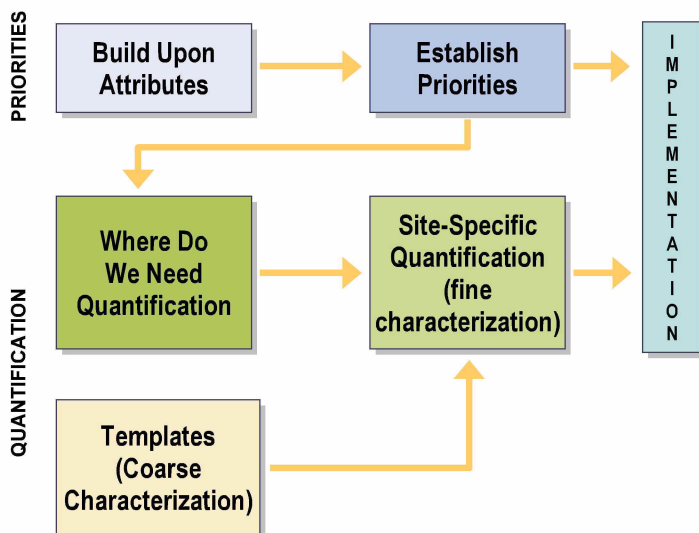 PRIORITIES
Build Upon
Attributes
Establish
Priorities
IMPLEMENTATION
QUANTIFICATION
Where Do
We Need
Quantification
Site-Specific
Quantification
(fine
characterization)
Templates
(Coarse
Characterization)